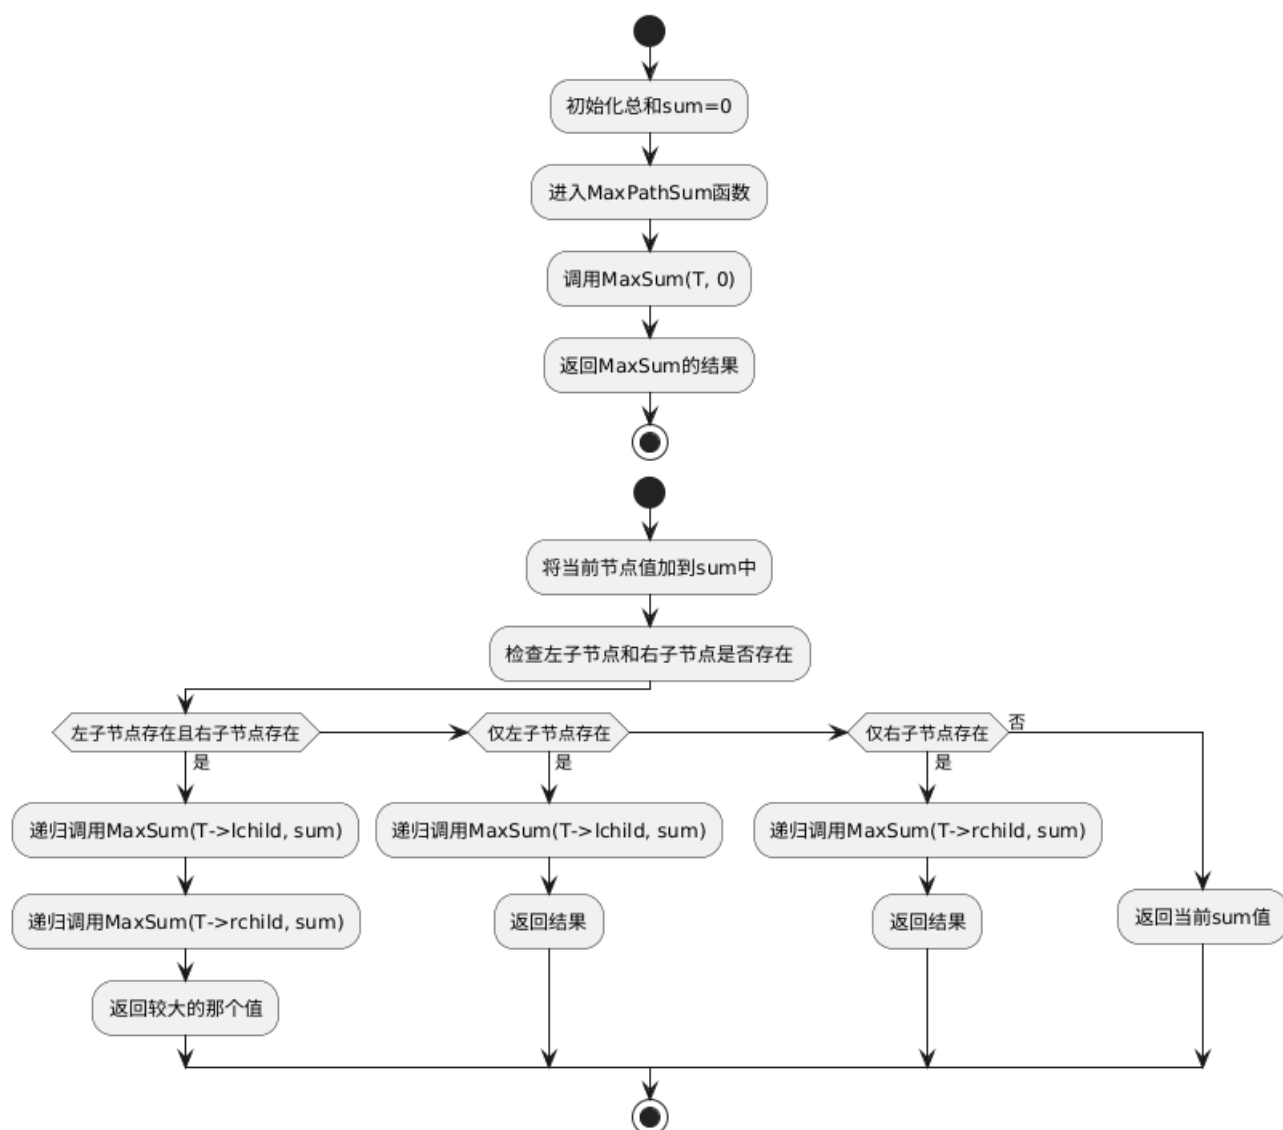 初始化总和sum=0
进入MaxPathSum函数
调用MaxSum(T, 0)
返回MaxSum的结果
将当前节点值加到sum中
检查左子节点和右子节点是否存在
左子节点存在且右子节点存在
仅左子节点存在
仅右子节点存在
否
是
是
是
递归调用MaxSum(T->lchild, sum)
递归调用MaxSum(T->lchild, sum)
递归调用MaxSum(T->rchild, sum)
递归调用MaxSum(T->rchild, sum)
返回结果
返回结果
返回当前sum值
返回较大的那个值